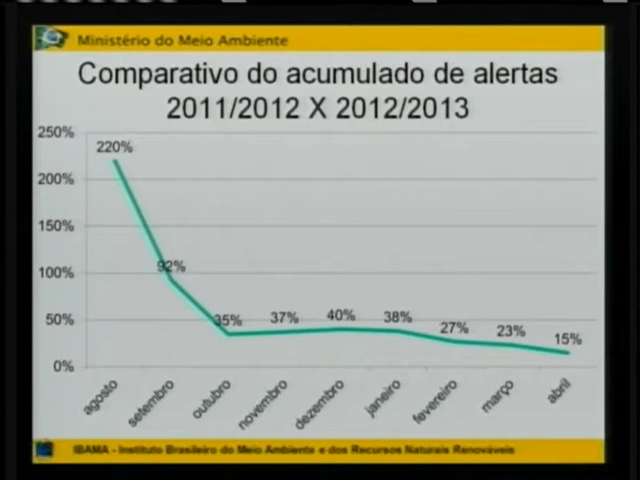 Ministério do Meio Ambiente
Comparativo do acumulado de alertas
2011/2012 X 2012/2013
250%
200%
150%
100%
50%
0%
220%
92%
35%
37%
40%
38%
27%
23%
15%
agosto
setembro
outubro
novembro
dezembro
janeiro
fevereiro
março
abril
IBAMA - Instituto Brasileiro do Meio Ambiente e dos Recursos Naturais Renováveis